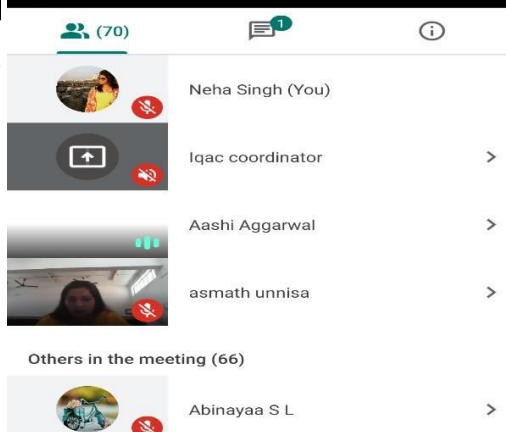 (70)
1
Neha Singh (You)
Iqac coordinator
Aashi Aggarwal
asmath unnisa
Others in the meeting (66)
Abinayaa S L